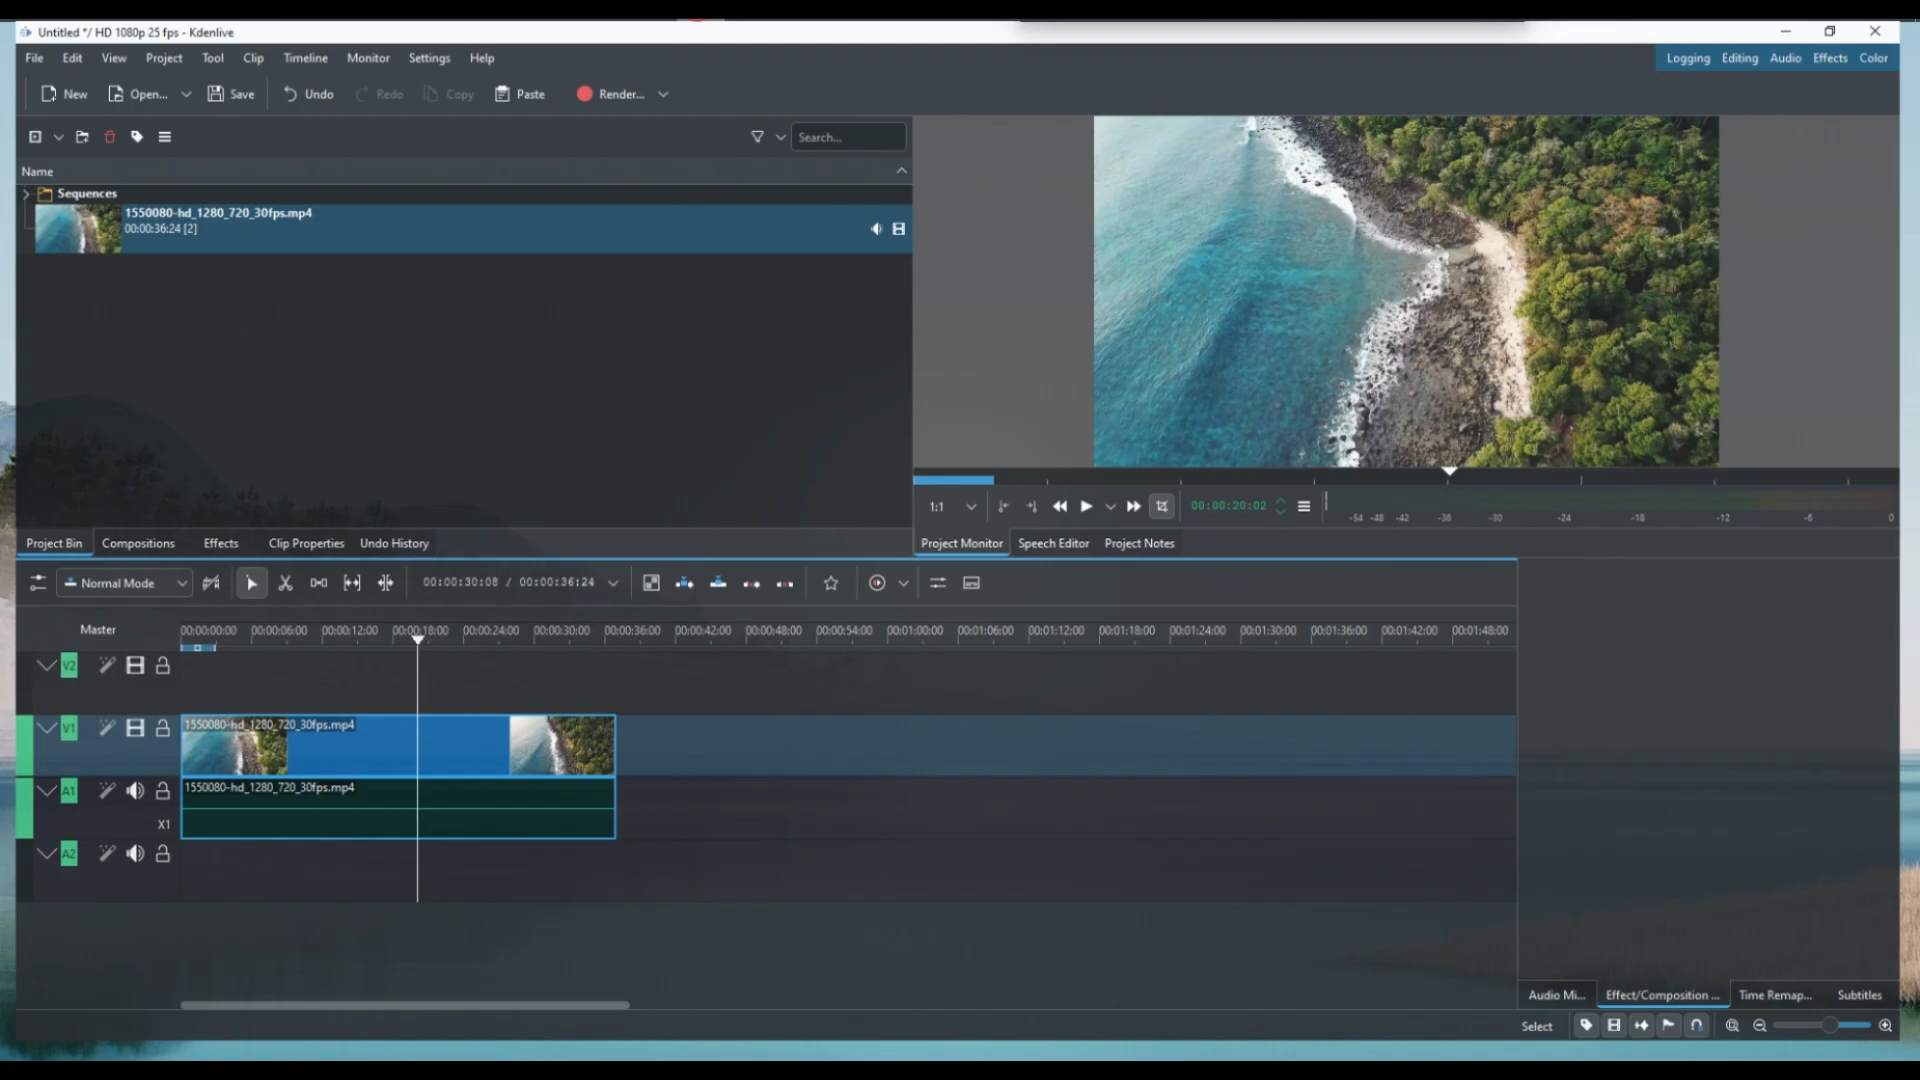 Untitled */ HD 1080p 25 fps - Kdenlive
File Edit View Project Tool Clip Timeline Monitor Settings Help
Logging Editing Audio Effects Color
New Open... Save Undo Redo Copy Paste Render...
Search...
Name
Sequences
1550080-hd_1280_720_30fps.mp4
00:00:36:24 [2]
1:1 00:00:20:02
-54 -48 -42 -36 -30 -24 -18 -12 -6 0
Project Bin Compositions Effects Clip Properties Undo History
Project Monitor Speech Editor Project Notes
Normal Mode 00:00:30:08 / 00:00:36:24
Master
00:00:00:00 00:00:06:00 00:00:12:00 00:00:18:00 00:00:24:00 00:00:30:00 00:00:36:00 00:00:42:00 00:00:48:00 00:00:54:00 00:01:00:00 00:01:06:00 00:01:12:00 00:01:18:00 00:01:24:00 00:01:30:00 00:01:36:00 00:01:42:00 00:01:48:00
V2
V1 1550080-hd_1280_720_30fps.mp4
A1 1550080-hd_1280_720_30fps.mp4
X1
A2
Audio Mi... Effect/Composition ... Time Remap... Subtitles
Select